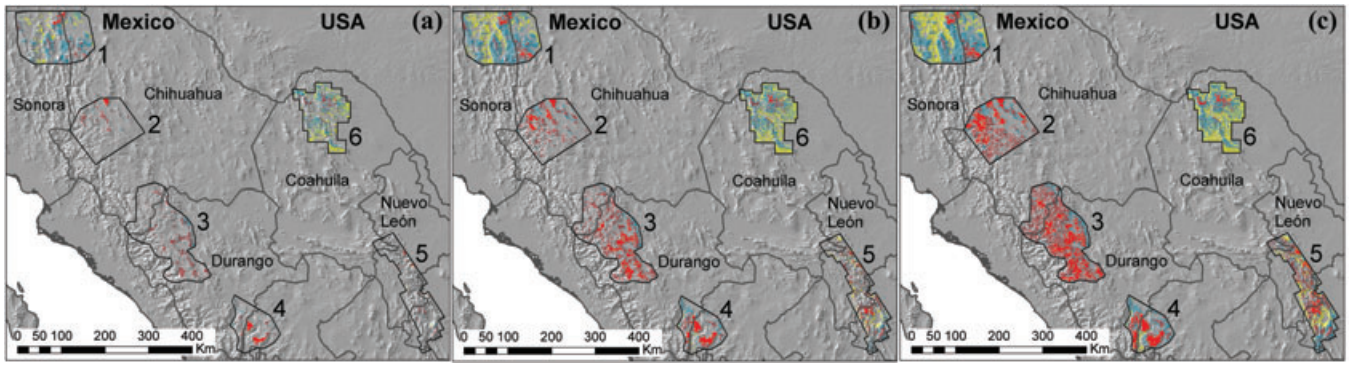 Mexico USA (a)
1
Sonora Chihuahua
2
6
Coahuila
Nuevo
León
3
5
Durango
4
0 50 100 200 300 400
Km
Mexico USA (b)
1
Sonora Chihuahua
2
6
Coahuila
Nuevo
León
3
5
Durango
4
0 50 100 200 300 400
Km
Mexico USA (c)
1
Sonora Chihuahua
2
6
Coahuila
Nuevo
León
3
5
Durango
4
0 50 100 200 300 400
Km